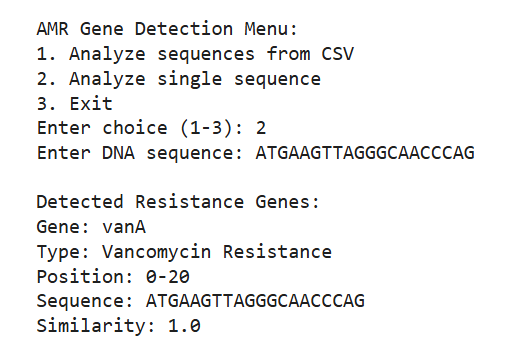 AMR Gene Detection Menu:
1. Analyze sequences from CSV
2. Analyze single sequence
3. Exit
Enter choice (1-3): 2
Enter DNA sequence: ATGAAGTTAGGGCAACCCAG
Detected Resistance Genes:
Gene: vanA
Type: Vancomycin Resistance
Position: 0-20
Sequence: ATGAAGTTAGGGCAACCCAG
Similarity: 1.0